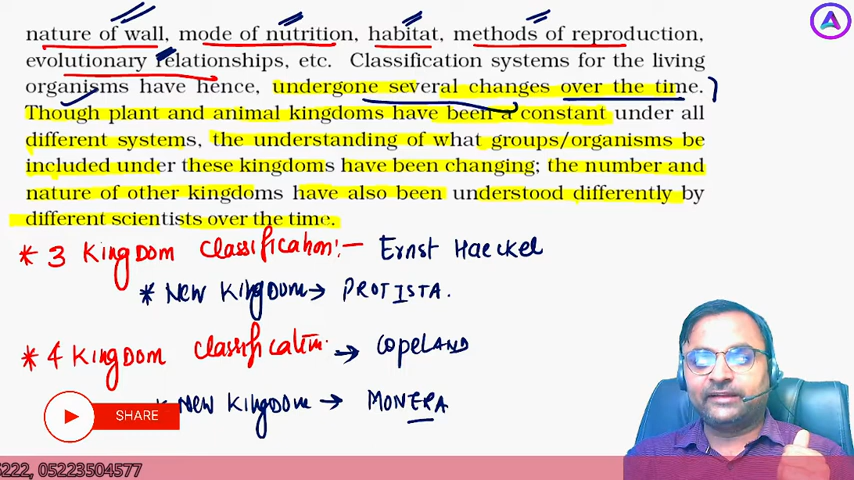 nature of wall, mode of nutrition, habitat, methods of reproduction,
evolutionary relationships, etc. Classification systems for the living
organisms have hence, undergone several changes over the time.
Though plant and animal kingdoms have been a constant under all
different systems, the understanding of what groups/organisms be
included under these kingdoms have been changing; the number and
nature of other kingdoms have also been understood differently by
different scientists over the time.
* 3 Kingdom Classification:- Ernst Haeckel
* New Kingdom → PROTISTA.
* 4 Kingdom Classification → Copeland
* New Kingdom → MONERA
SHARE
5222, 05223504577